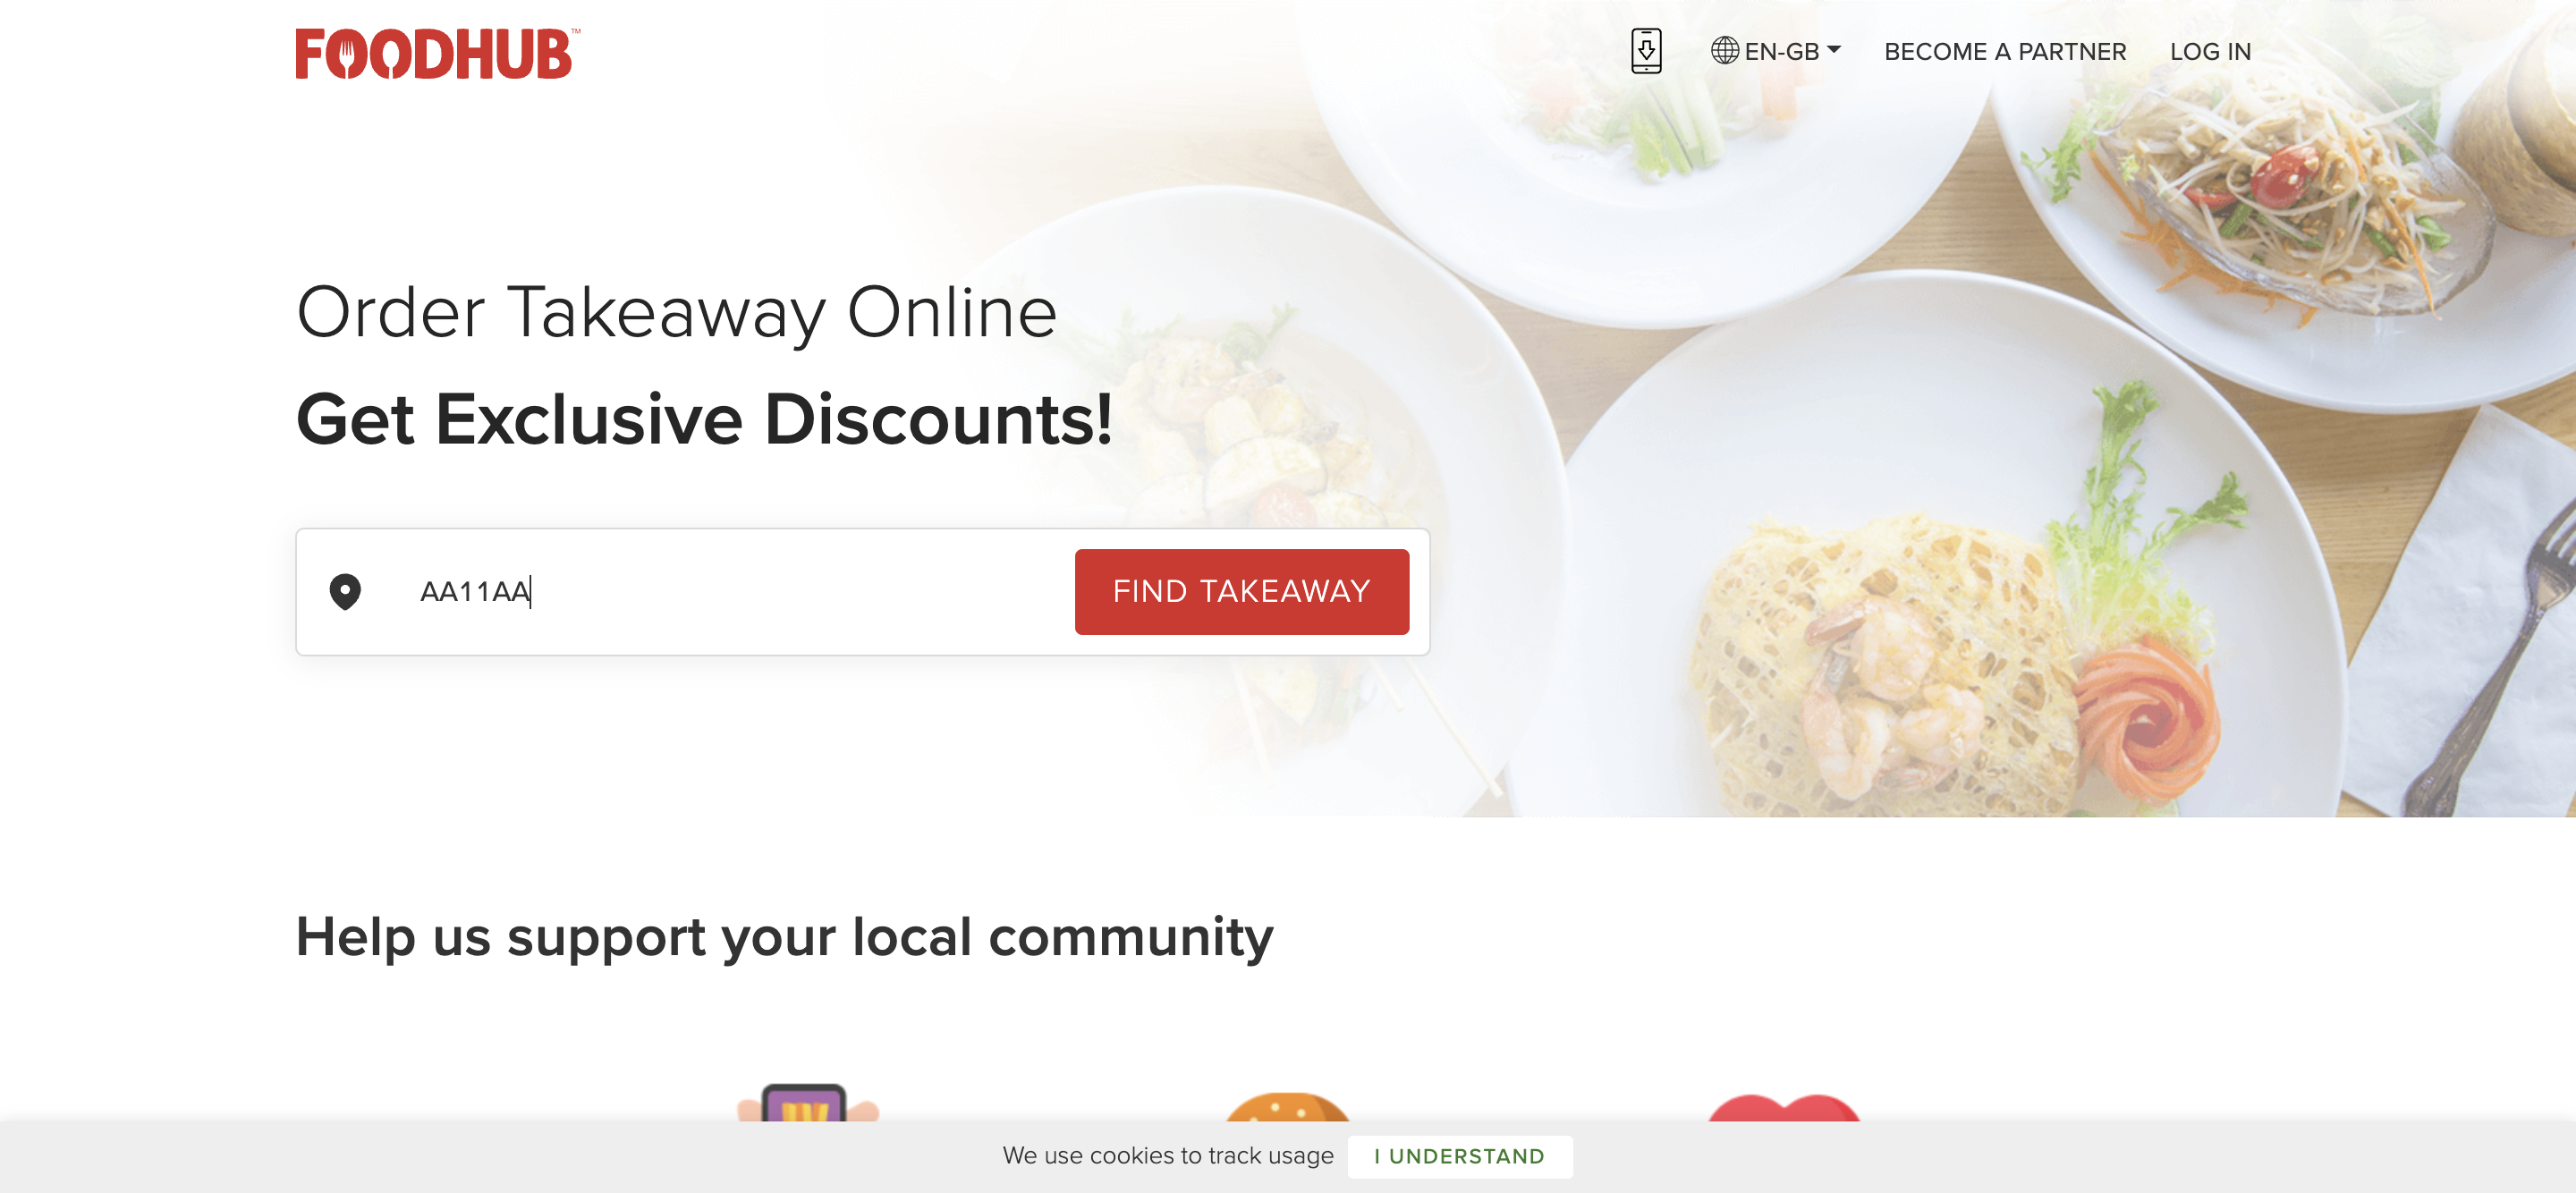 FOODHUB™
EN-GB
BECOME A PARTNER
LOG IN
Order Takeaway Online
Get Exclusive Discounts!
AA11AA
FIND TAKEAWAY
Help us support your local community
We use cookies to track usage
I UNDERSTAND